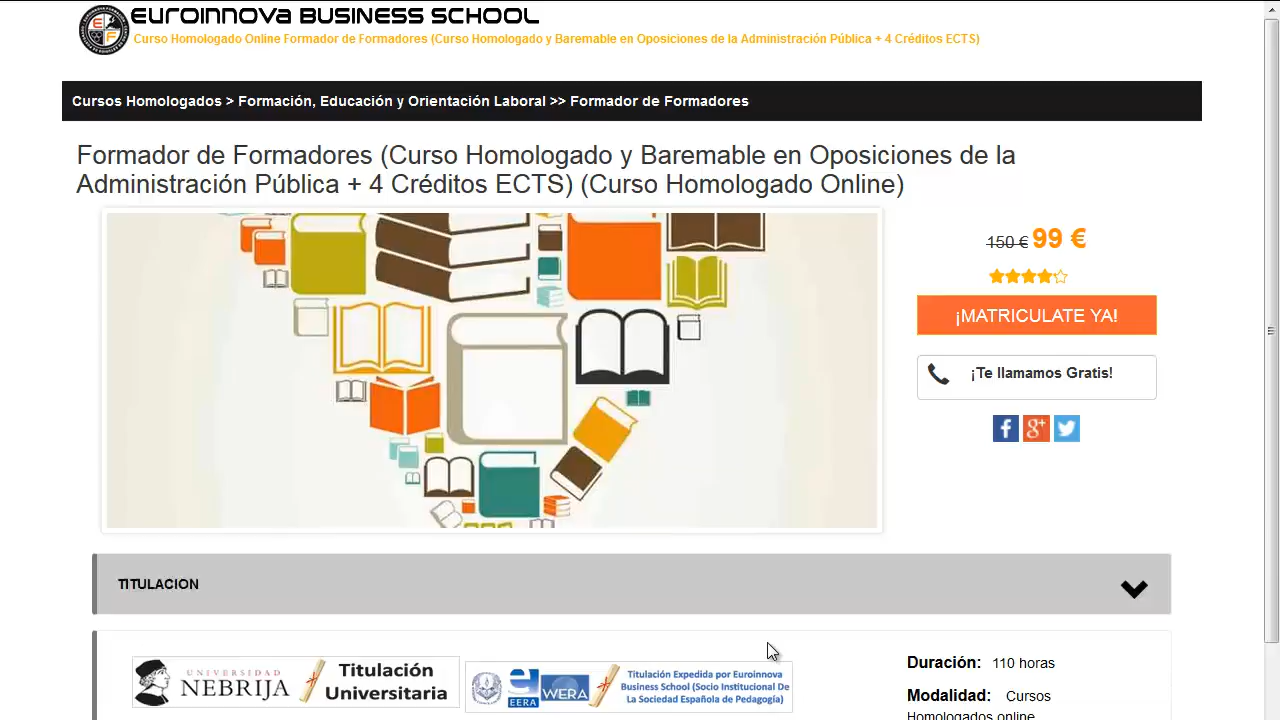 EUROINNOVA BUSINESS SCHOOL
Curso Homologado Online Formador de Formadores (Curso Homologado y Baremable en Oposiciones de la Administración Pública + 4 Créditos ECTS)
Cursos Homologados > Formación, Educación y Orientación Laboral >> Formador de Formadores
Formador de Formadores (Curso Homologado y Baremable en Oposiciones de la
Administración Pública + 4 Créditos ECTS) (Curso Homologado Online)
150 € 99 €
¡MATRICULATE YA!
¡Te llamamos Gratis!
TITULACION
UNIVERSIDAD
NEBRIJA
Titulación
Universitaria
EERA
WERA
Titulación Expedida por Euroinnova
Business School (Socio Institucional De
La Sociedad Española de Pedagogía)
Duración: 110 horas
Modalidad: Cursos
Homologados online